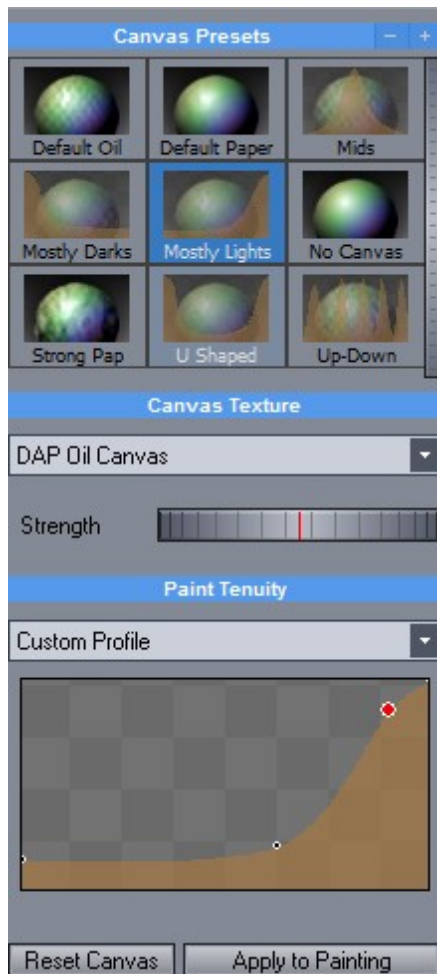 Canvas Presets - +
Default Oil Default Paper Mids
Mostly Darks Mostly Lights No Canvas
Strong Pap U Shaped Up-Down
Canvas Texture
DAP Oil Canvas
Strength
Paint Tenuity
Custom Profile
Reset Canvas Apply to Painting